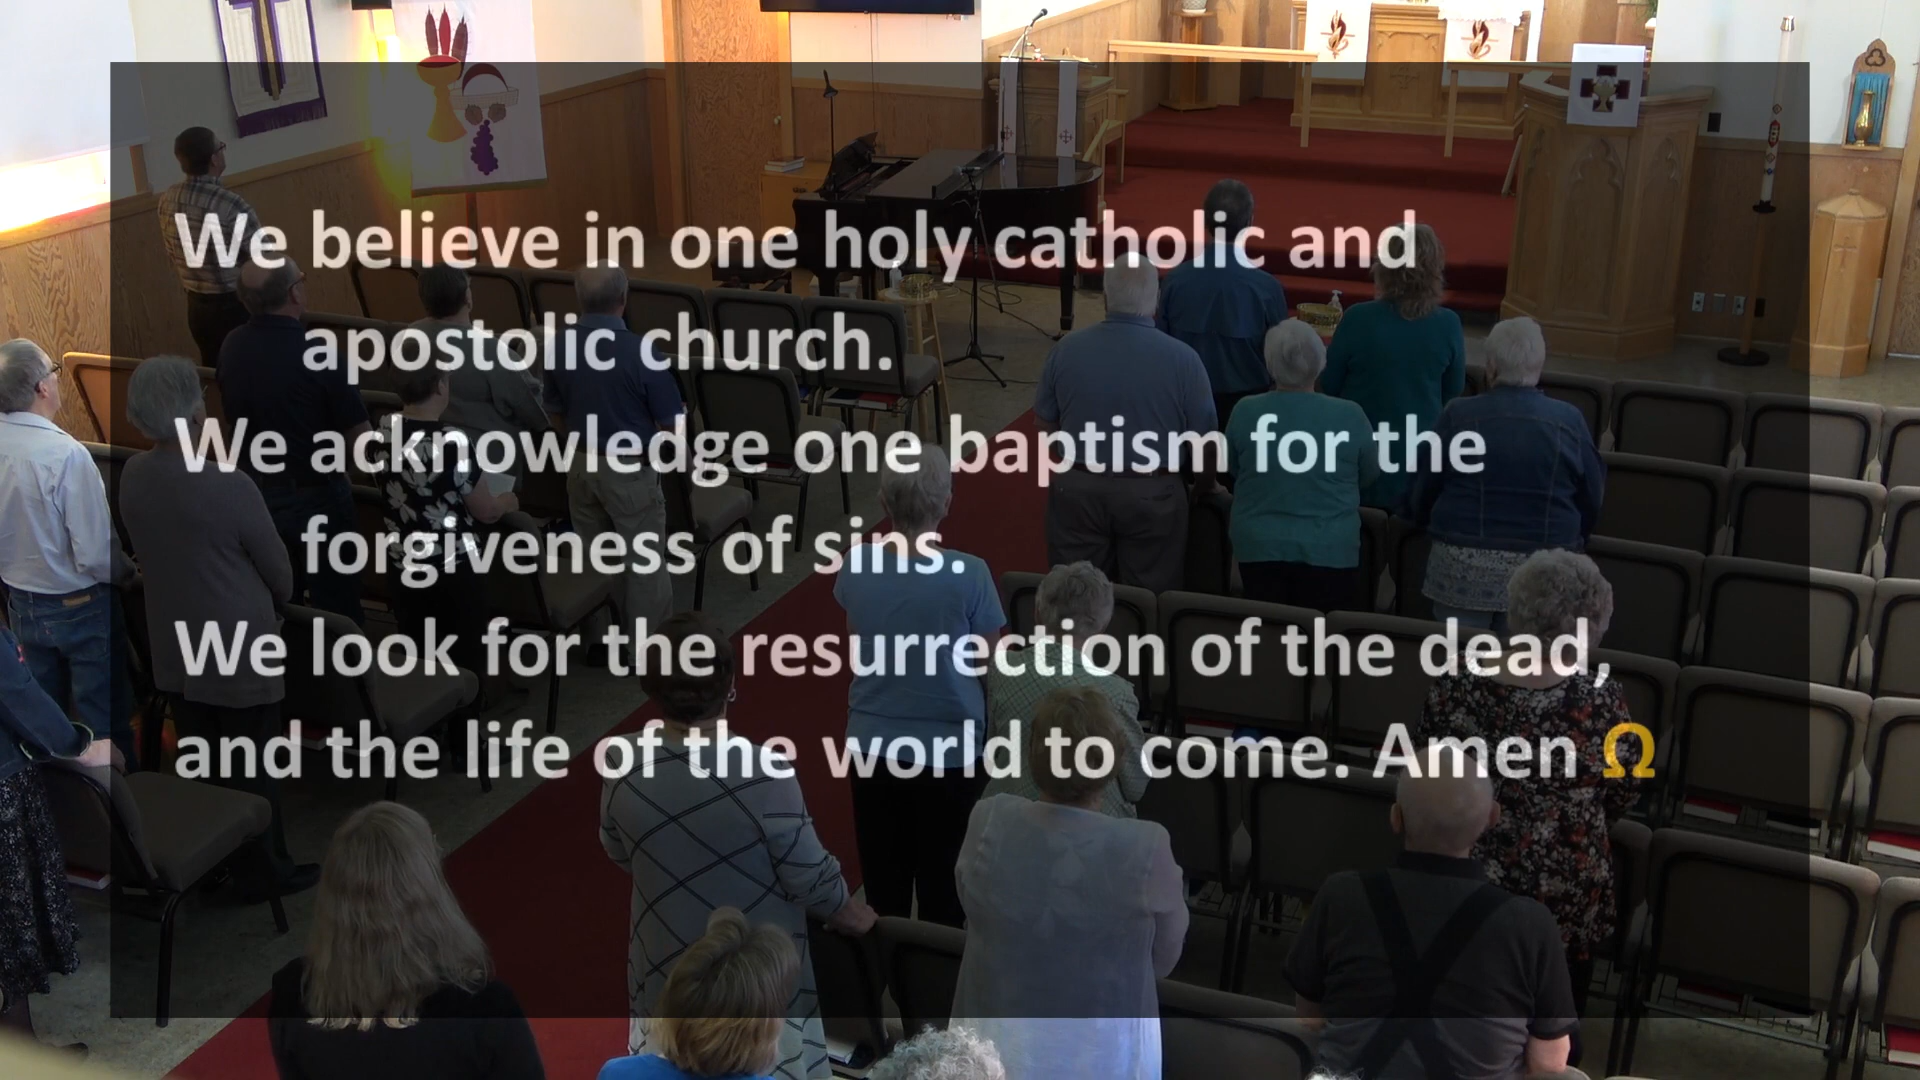 We believe in one holy catholic and
apostolic church.
We acknowledge one baptism for the
forgiveness of sins.
We look for the resurrection of the dead,
and the life of the world to come. Amen Ω